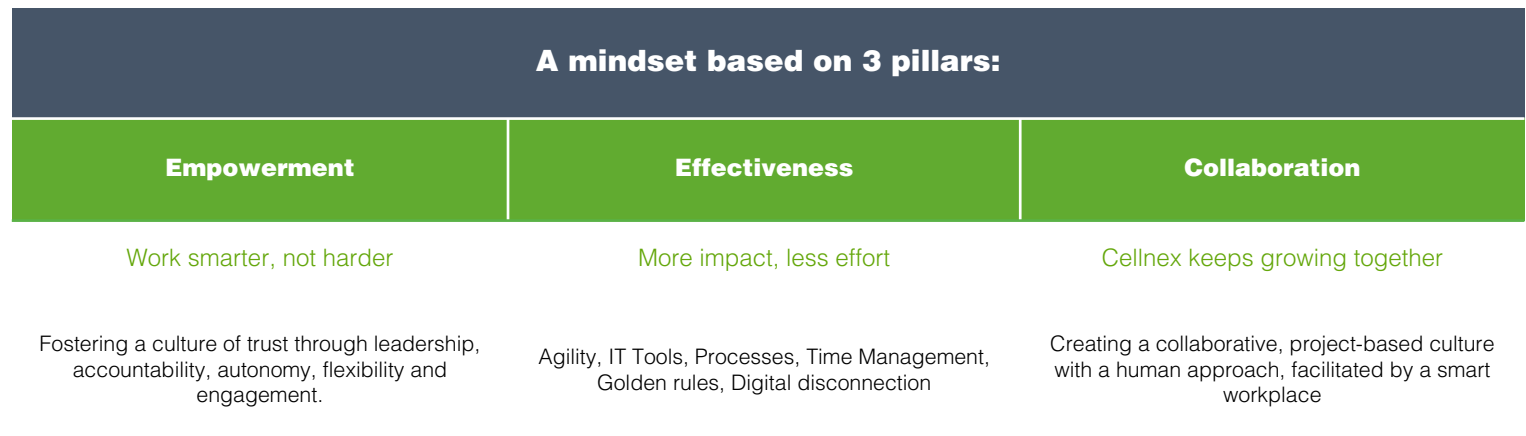 A mindset based on 3 pillars:
Empowerment
Effectiveness
Collaboration
Work smarter, not harder
More impact, less effort
Cellnex keeps growing together
Fostering a culture of trust through leadership,
accountability, autonomy, flexibility and
engagement.
Agility, IT Tools, Processes, Time Management,
Golden rules, Digital disconnection
Creating a collaborative, project-based culture
with a human approach, facilitated by a smart
workplace